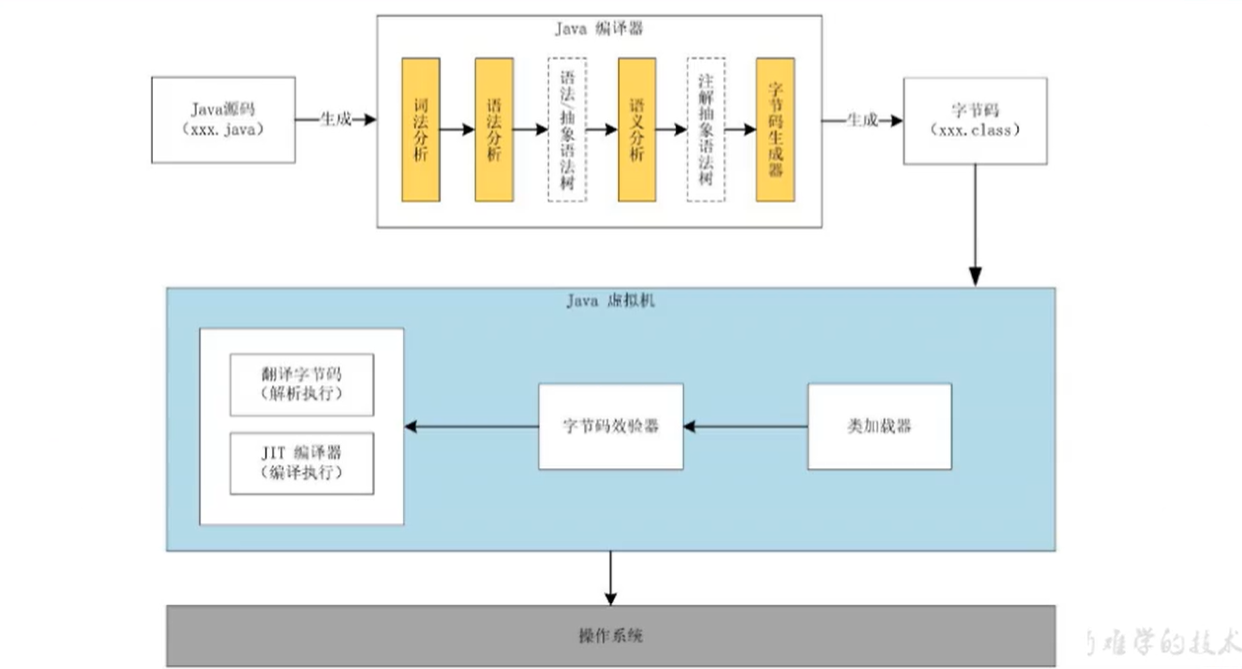 Java 编译器
Java源码
（xxx.java）
生成
词法分析
语法分析
语法/抽象语法树
语义分析
注解抽象语法树
字节码生成器
生成
字节码
（xxx.class）
Java 虚拟机
翻译字节码
（解析执行）
JIT 编译器
（编译执行）
字节码效验器
类加载器
操作系统
难学的技术